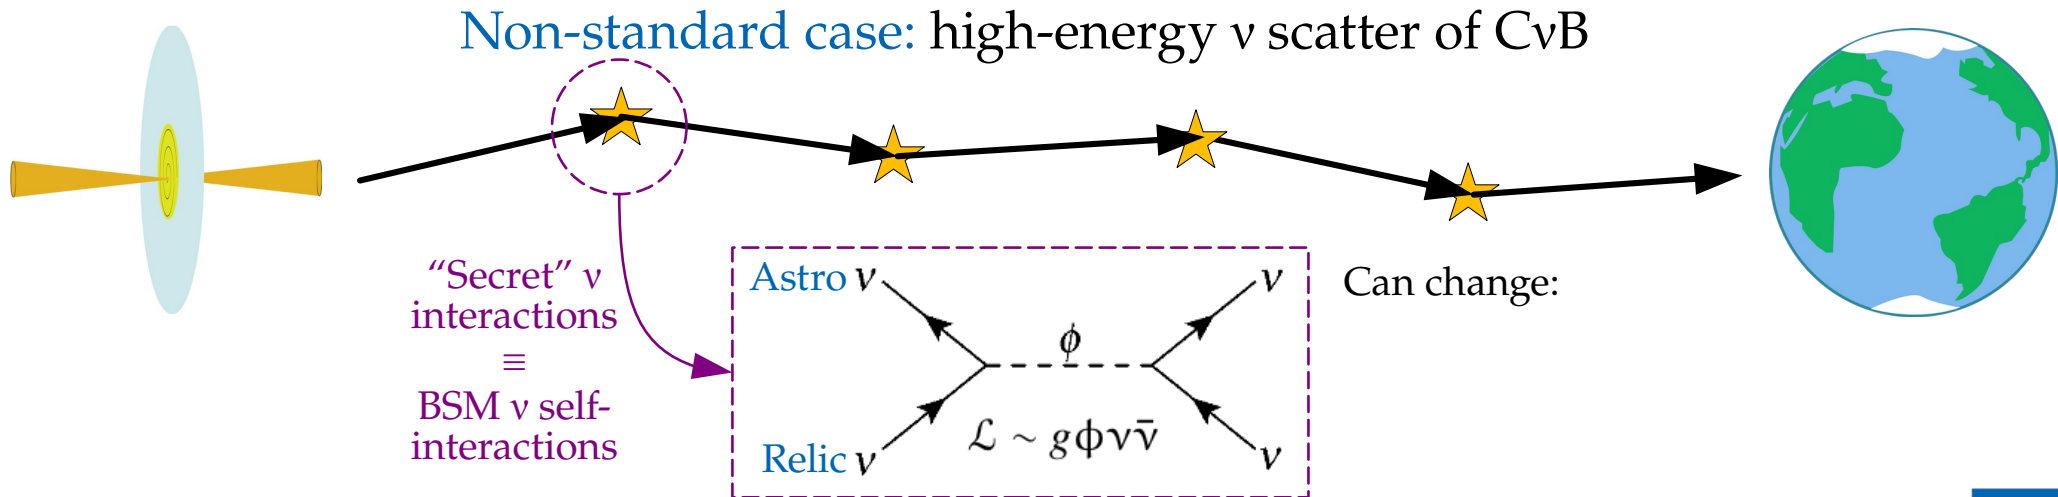 Non-standard case: high-energy ν scatter of CνB
“Secret” ν
interactions
≡
BSM ν self-
interactions
Astro ν
ν
ϕ
ℒ ~ gϕνν̄
Relic ν
ν
Can change: